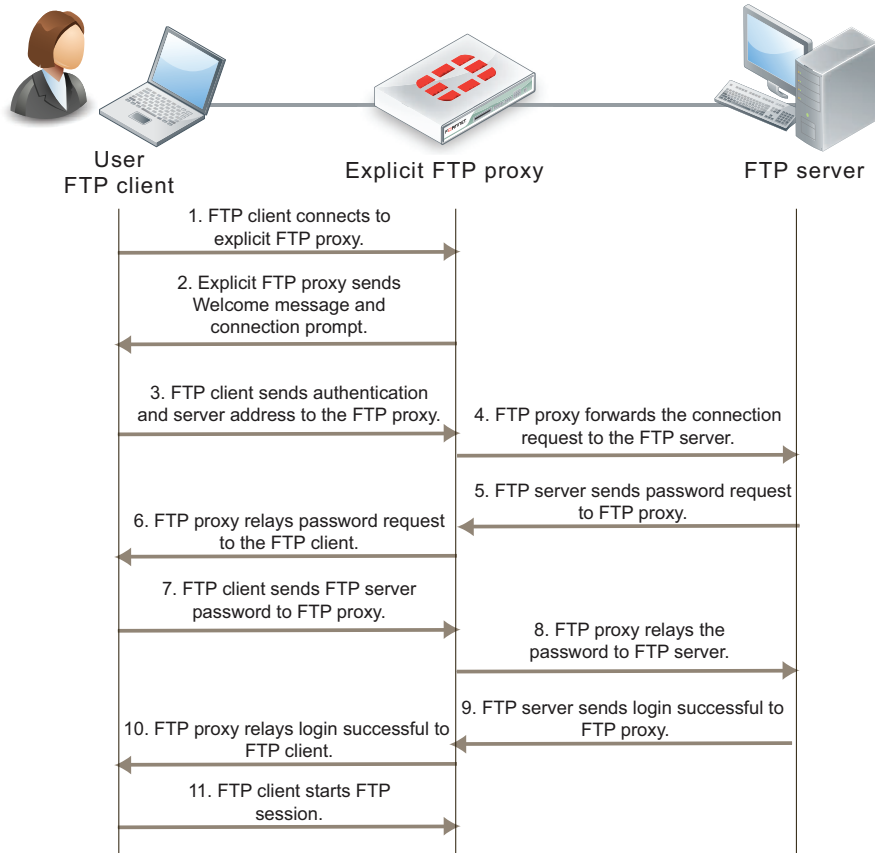 User
FTP client
Explicit FTP proxy
FTP server
1. FTP client connects to
explicit FTP proxy.
2. Explicit FTP proxy sends
Welcome message and
connection prompt.
3. FTP client sends authentication
and server address to the FTP proxy.
4. FTP proxy forwards the connection
request to the FTP server.
5. FTP server sends password request
to FTP proxy.
6. FTP proxy relays password request
to the FTP client.
7. FTP client sends FTP server
password to FTP proxy.
8. FTP proxy relays the
password to FTP server.
9. FTP server sends login successful to
FTP proxy.
10. FTP proxy relays login successful to
FTP client.
11. FTP client starts FTP
session.